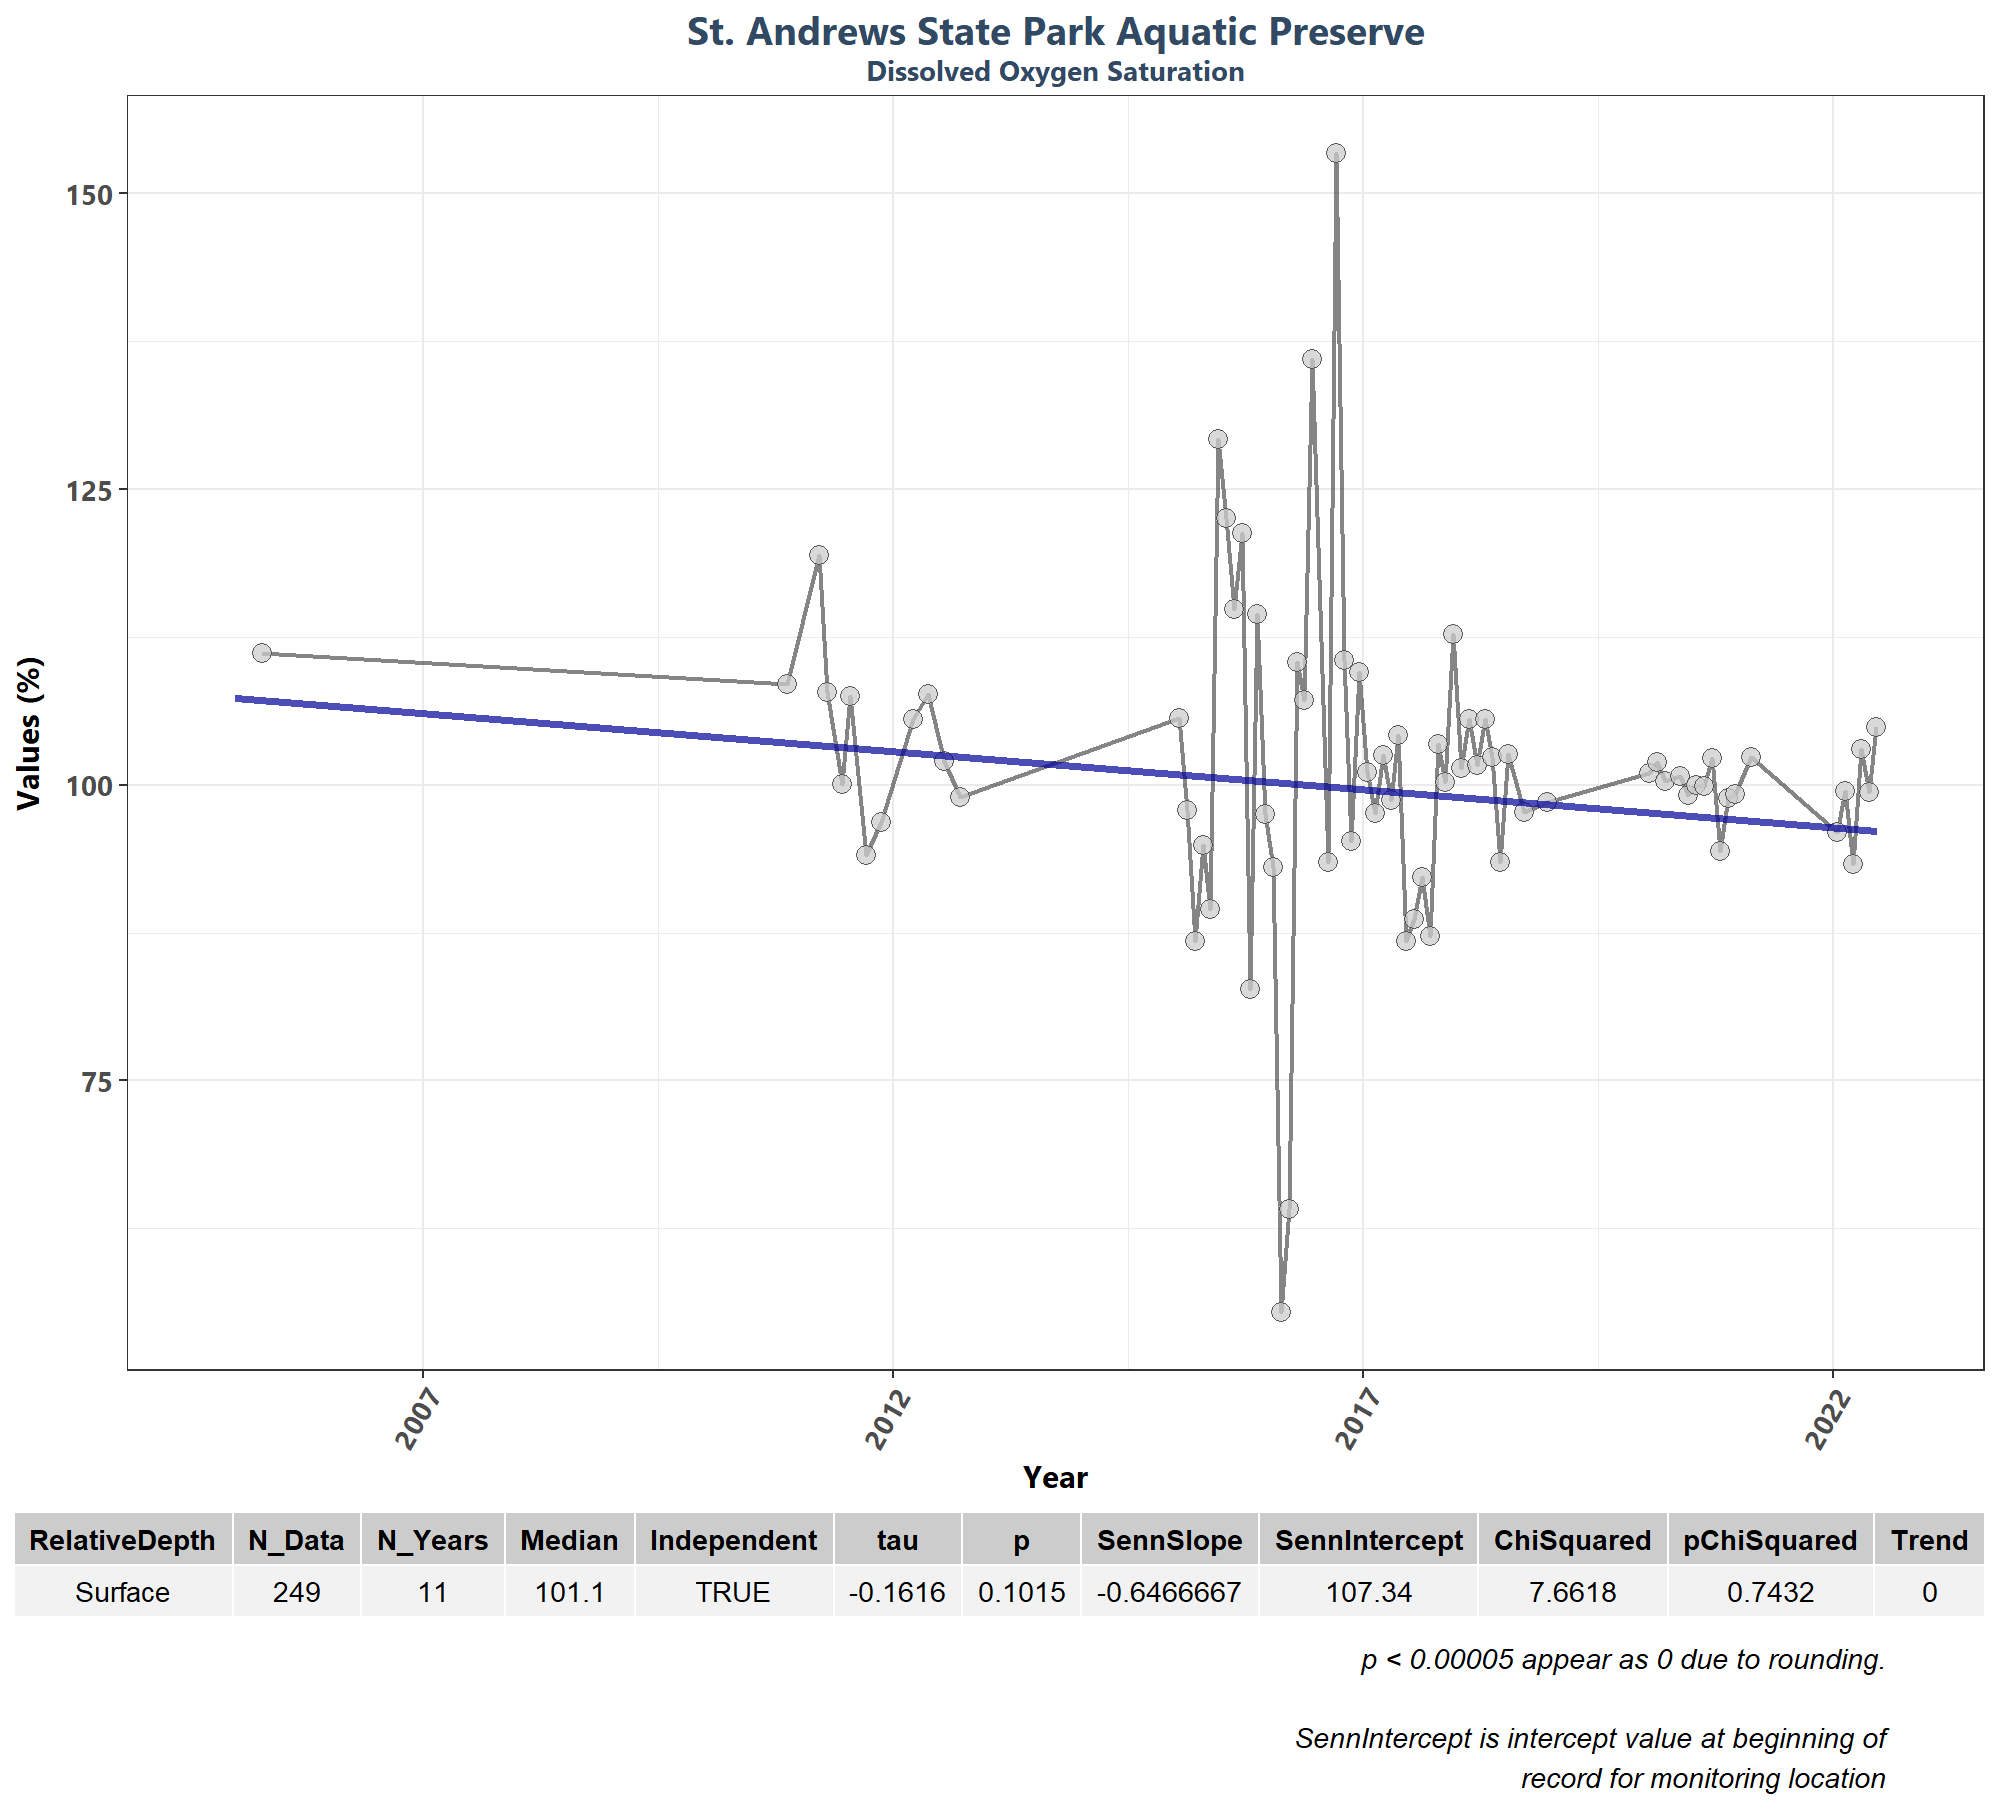 St. Andrews State Park Aquatic Preserve
Dissolved Oxygen Saturation
150
125
100
75
Values (%)
2007
2012
2017
2022
Year
RelativeDepth N_Data N_Years Median Independent tau p SennSlope SennIntercept ChiSquared pChiSquared Trend
Surface 249 11 101.1 TRUE -0.1616 0.1015 -0.6466667 107.34 7.6618 0.7432 0
p < 0.00005 appear as 0 due to rounding.
SennIntercept is intercept value at beginning of
record for monitoring location